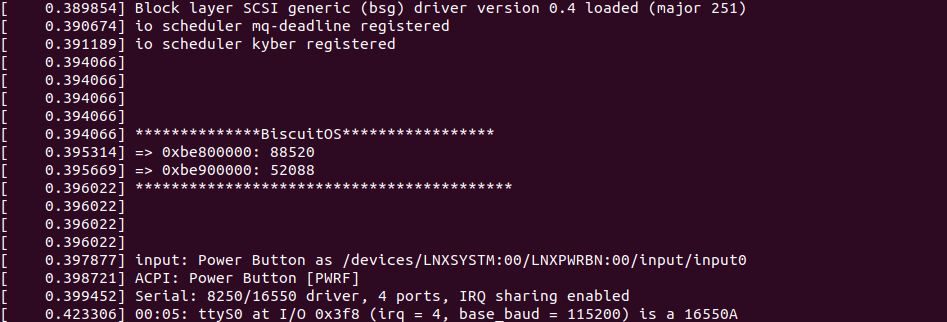 [    0.389854] Block layer SCSI generic (bsg) driver version 0.4 loaded (major 251)
[    0.390674] io scheduler mq-deadline registered
[    0.391189] io scheduler kyber registered
[    0.394066]
[    0.394066]
[    0.394066]
[    0.394066]
[    0.394066] **************BiscuitOS*****************
[    0.395314] => 0xbe800000: 88520
[    0.395669] => 0xbe900000: 52088
[    0.396022] ******************************************
[    0.396022]
[    0.396022]
[    0.396022]
[    0.397877] input: Power Button as /devices/LNXSYSTM:00/LNXPWRBN:00/input/input0
[    0.398721] ACPI: Power Button [PWRF]
[    0.399452] Serial: 8250/16550 driver, 4 ports, IRQ sharing enabled
[    0.423306] 00:05: ttyS0 at I/O 0x3f8 (irq = 4, base_baud = 115200) is a 16550A